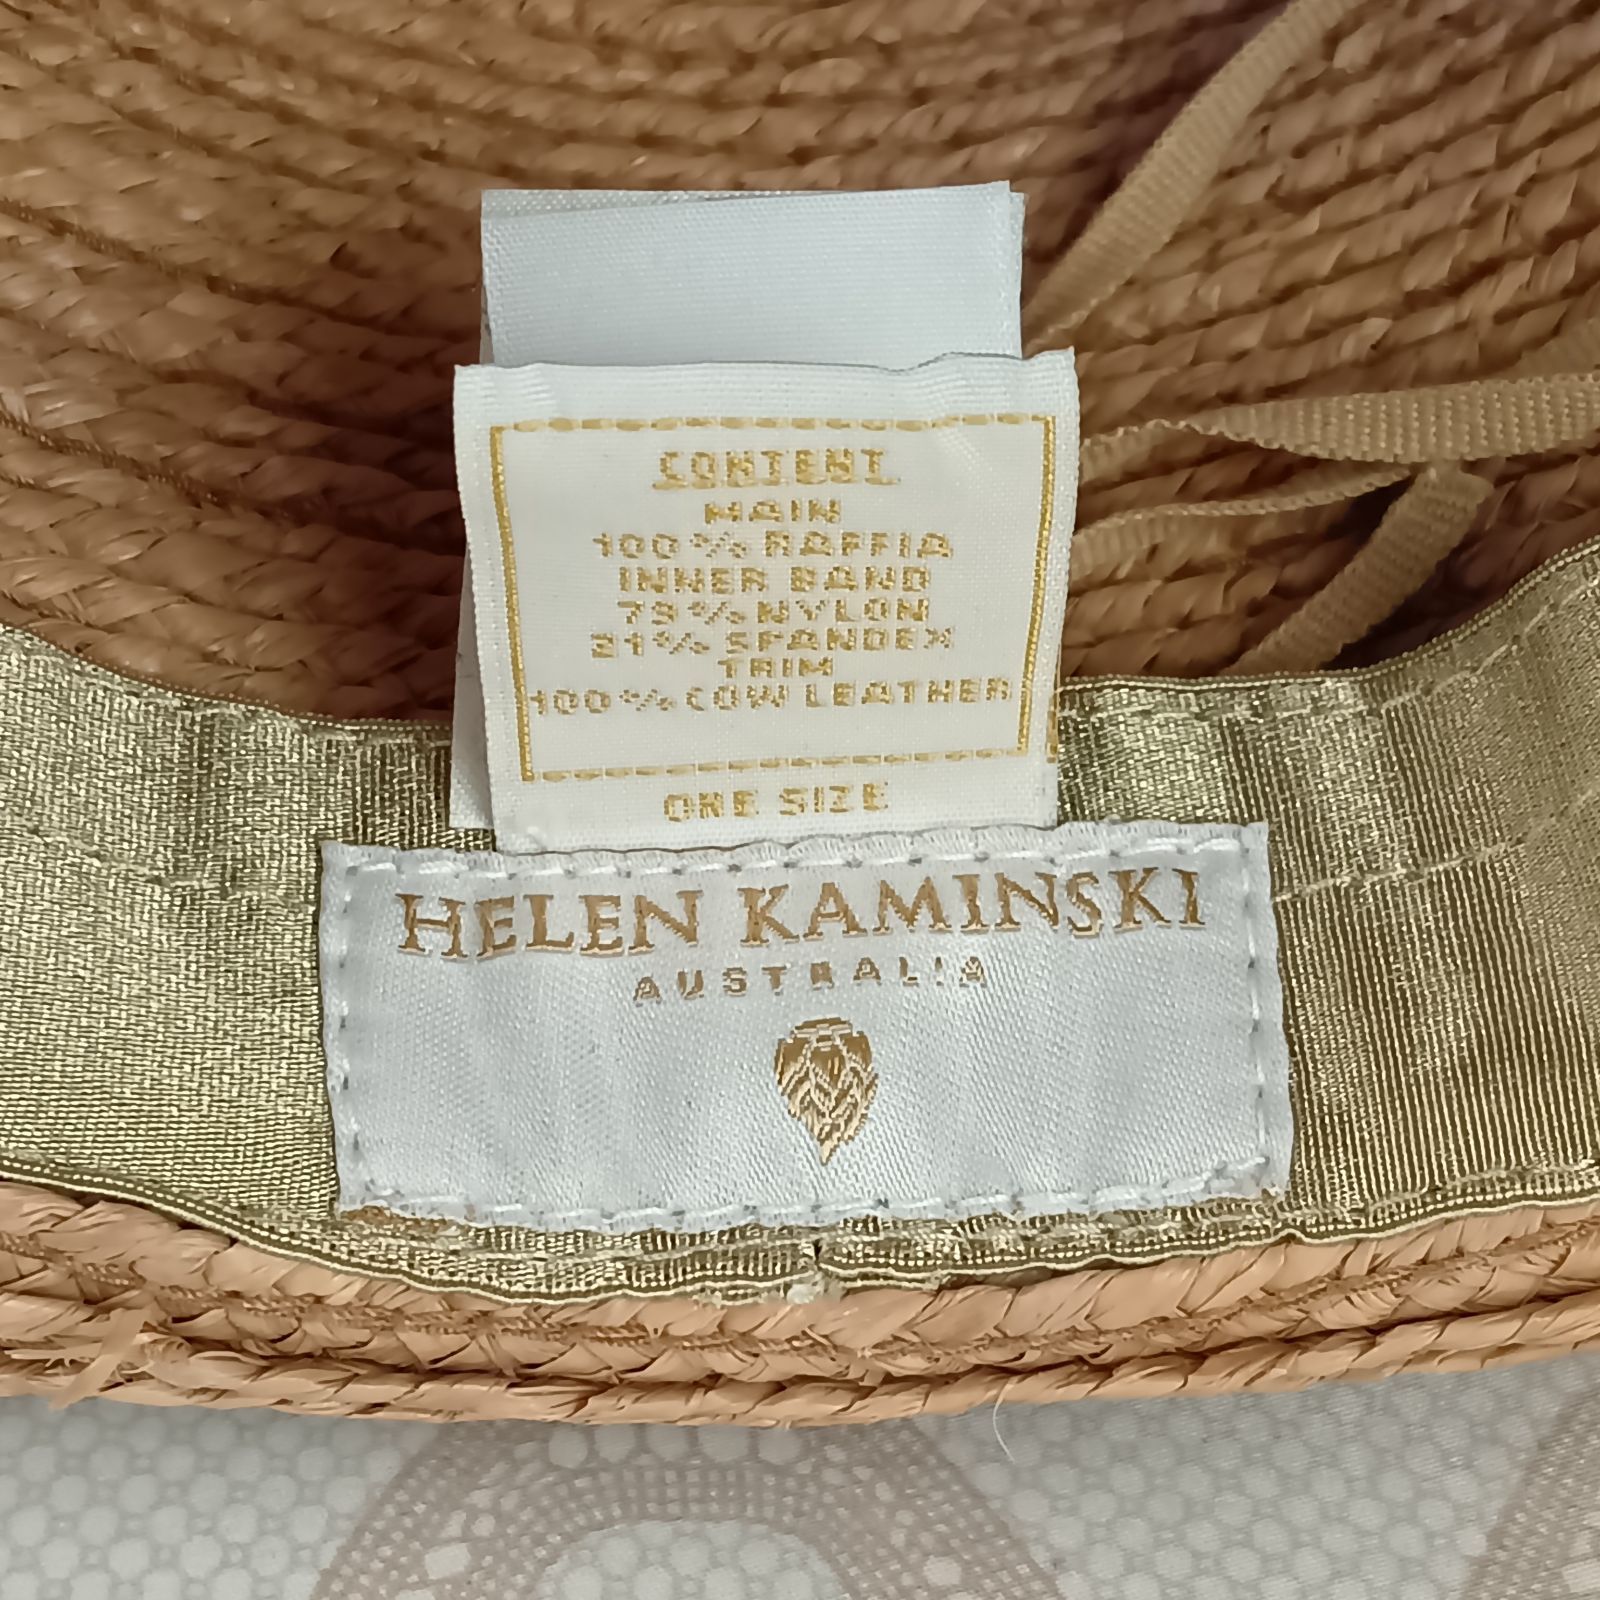 CONTENT
MAIN
100% RAFFIA
INNER BAND
79% NYLON
21% SPANDEX
TRIM
100% COW LEATHER
ONE SIZE
HELEN KAMINSKI
AUSTRALIA